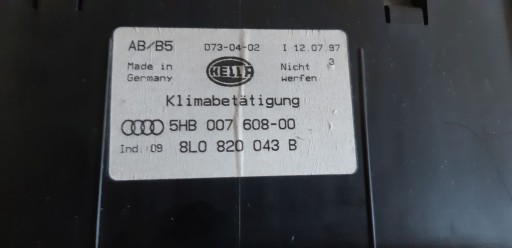 AB/B5 073-04-02 I 12.07.97
3
Made in HELLA Nicht
Germany werfen
Klimabetätigung
5HB 007 608-00
Ind. 09 8L0 820 043 B